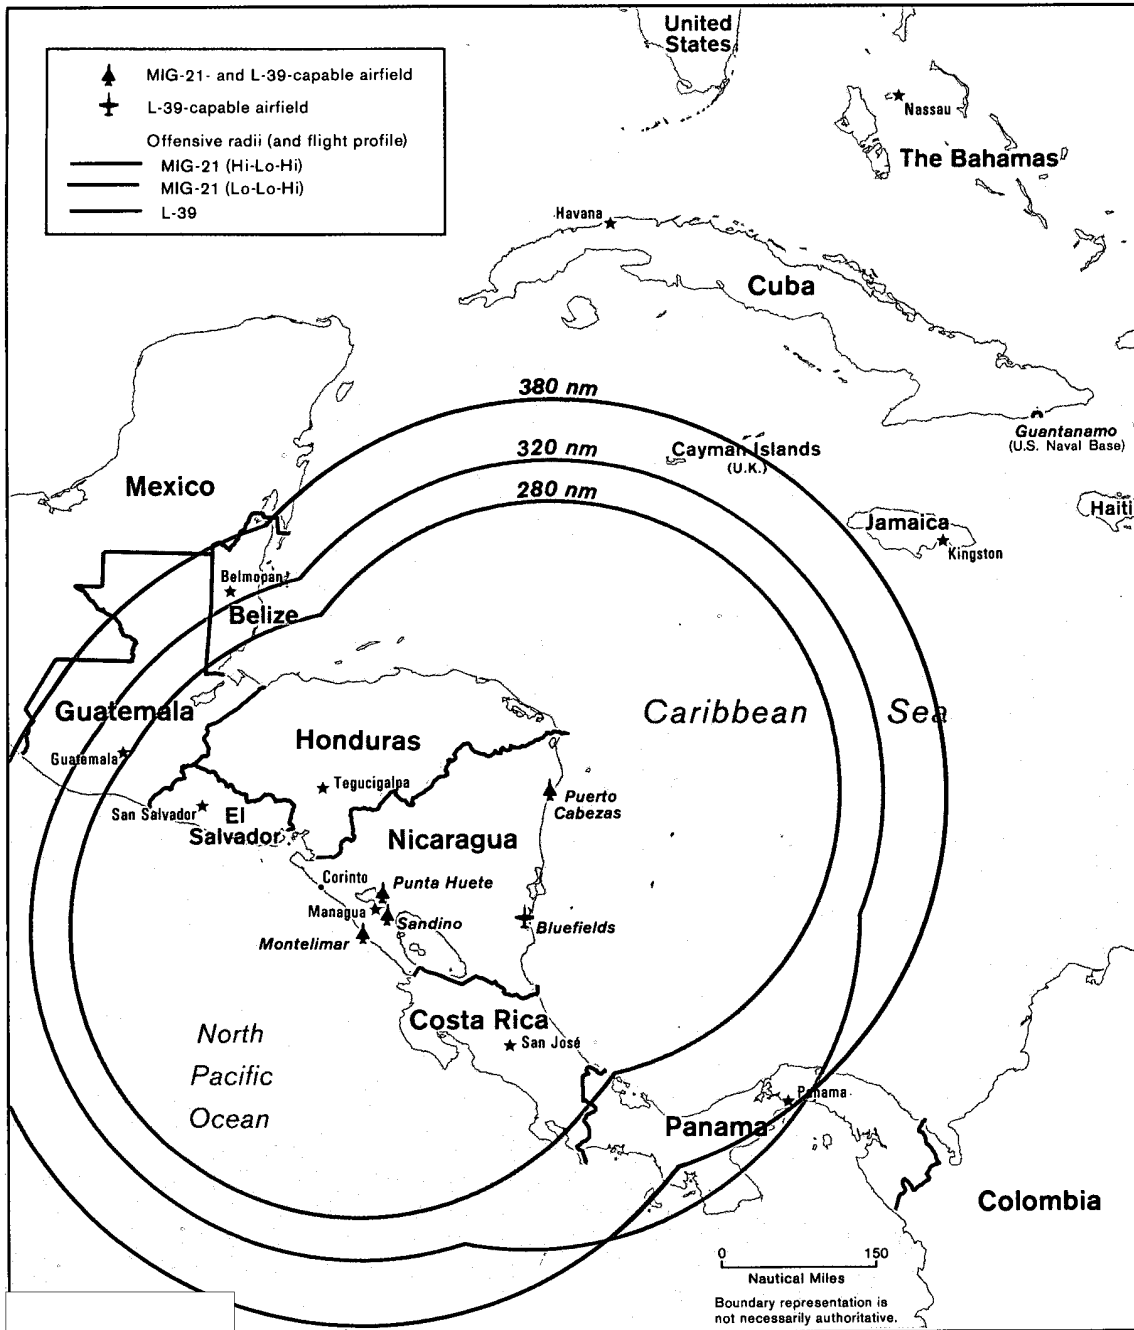 United
States
MIG-21- and L-39-capable airfield
L-39-capable airfield
Offensive radii (and flight profile)
MIG-21 (Hi-Lo-Hi)
MIG-21 (Lo-Lo-Hi)
L-39
Nassau
The Bahamas
Havana
Cuba
380 nm
Guantanamo
(U.S. Naval Base)
320 nm
Cayman Islands
(U.K.)
Mexico
280 nm
Haiti
Jamaica
Kingston
Belmopan
Belize
Guatemala
Caribbean Sea
Honduras
Guatemala
Tegucigalpa
Puerto
Cabezas
San Salvador
El
Salvador
Nicaragua
Corinto
Punta Huete
Managua
Sandino
Bluefields
Montelimar
Costa Rica
San José
North
Pacific
Ocean
Panama
Panama
Colombia
0 150
Nautical Miles
Boundary representation is
not necessarily authoritative.